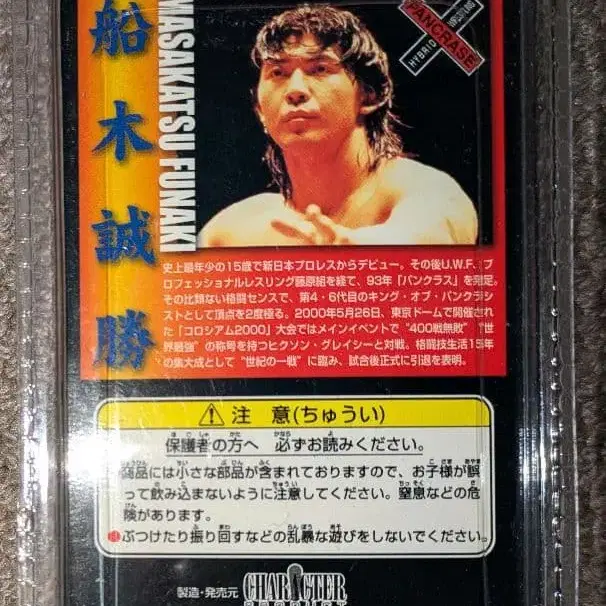 船木誠勝
MASAKATSU FUNAKI
HYBRID
PANCRASE
史上最年少の15歳で新日本プロレスからデビュー。その後U.W.F、プ
ロフェッショナルレスリング藤原組を経て、93年「パンクラス」を発足。
その比類ない格闘センスで、第4・6代目のキング・オブ・パンクラシ
ストとして頂点を2度極る。2000年5月26日、東京ドームで開催され
た「コロシアム2000」大会ではメインイベントで“400戦無敗”“世
界最強”の称号を持つヒクソン・グレイシーと対戦。格闘技生活15年
の集大成として“世紀の一戦”に臨み、試合後正式に引退を表明。
注 意(ちゅうい)
保護者の方へ 必ずお読みください。
商品には小さな部品が含まれておりますので、お子様が誤
って飲み込まないように注意してください。窒息などの危
険があります。
ぶつけたり振り回すなどの乱暴な遊びをしないでください。
製造・発売元 CHARACTER